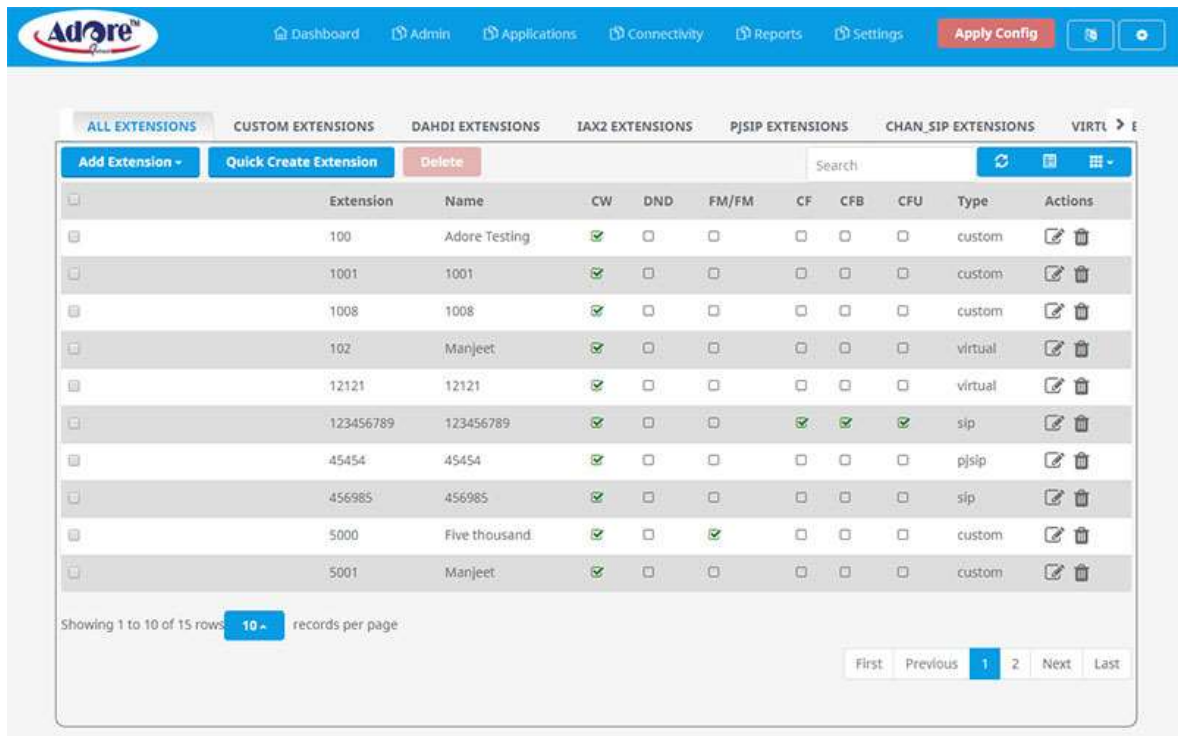 Adore™
Dashboard Admin Applications Connectivity Reports Settings Apply Config
ALL EXTENSIONS CUSTOM EXTENSIONS DAHDI EXTENSIONS IAX2 EXTENSIONS PJSIP EXTENSIONS CHAN_SIP EXTENSIONS
Add Extension Quick Create Extension Delete Search
Extension Name CW DND FM/FM CF CFB CFU Type Actions
100 Adore Testing custom
1001 1001 custom
1008 1008 custom
102 Manjeet virtual
12121 12121 virtual
123456789 123456789 sip
45454 45454 pjsip
456985 456985 sip
5000 Five thousand custom
5001 Manjeet custom
Showing 1 to 10 of 15 rows 10 records per page
First Previous 1 2 Next Last